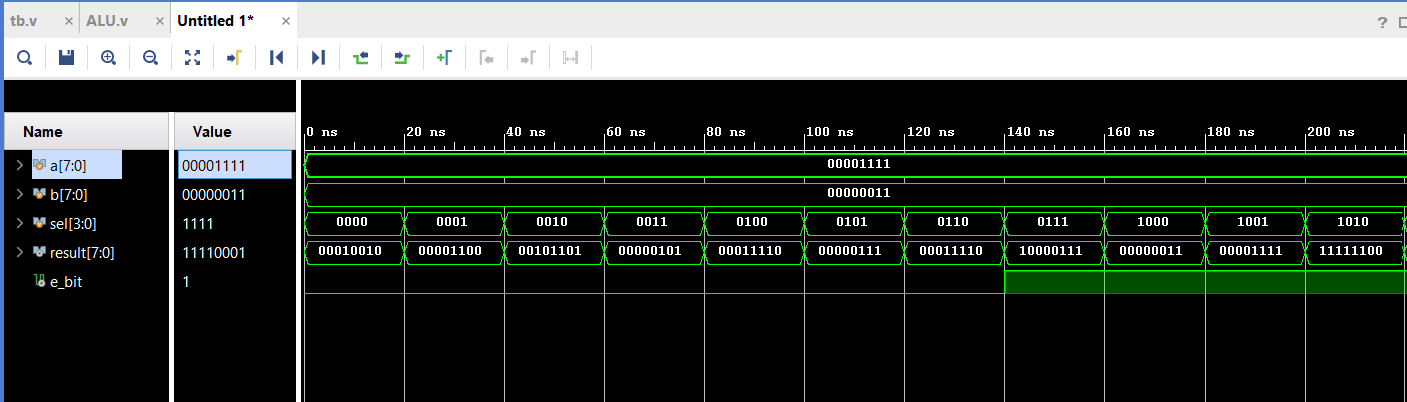 tb.v × ALU.v × Untitled 1* ×
?
Name Value
0 ns 20 ns 40 ns 60 ns 80 ns 100 ns 120 ns 140 ns 160 ns 180 ns 200 ns
a[7:0] 00001111 00001111
b[7:0] 00000011 00000011
sel[3:0] 1111 0000 0001 0010 0011 0100 0101 0110 0111 1000 1001 1010
result[7:0] 11110001 00010010 00001100 00101101 00000101 00011110 00000111 00011110 10000111 00000011 00001111 11111100
e_bit 1